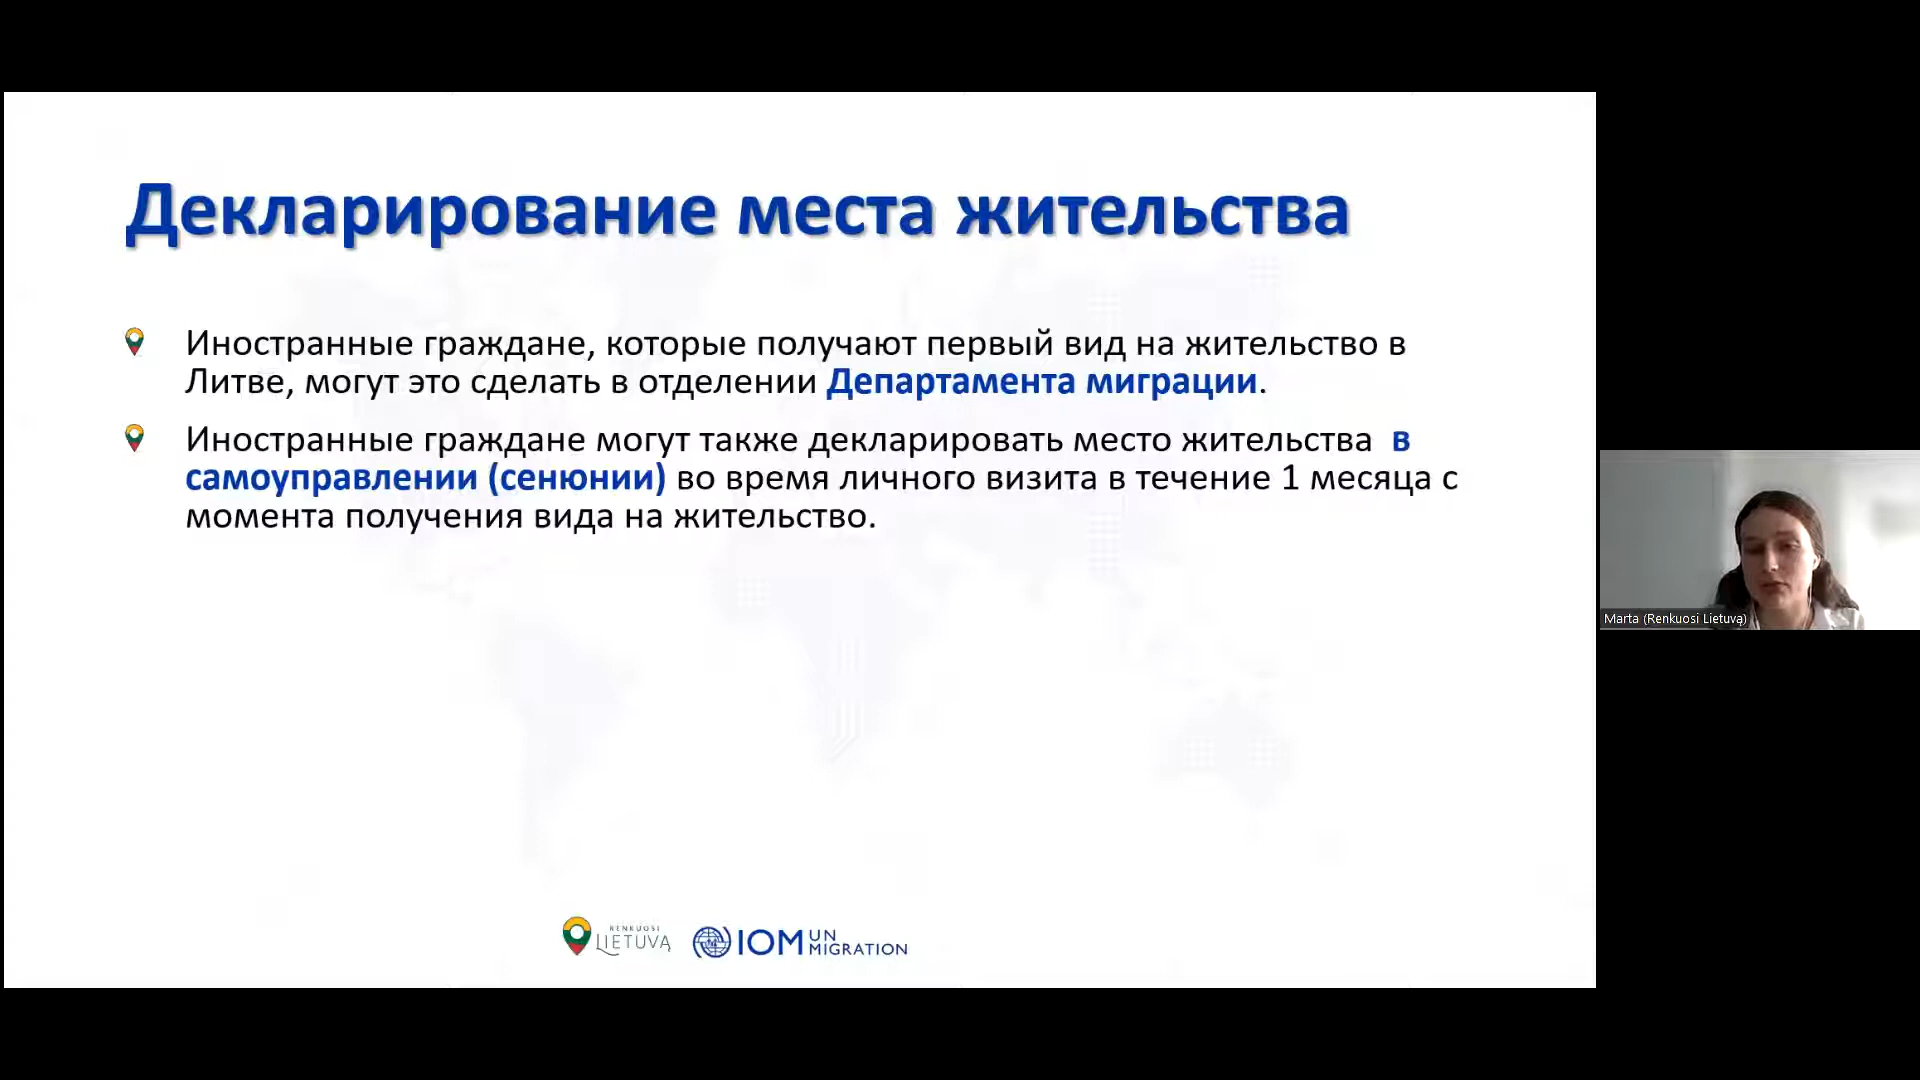 Декларирование места жительства
Иностранные граждане, которые получают первый вид на жительство в
Литве, могут это сделать в отделении Департамента миграции.
Иностранные граждане могут также декларировать место жительства в
самоуправлении (сенюнии) во время личного визита в течение 1 месяца с
момента получения вида на жительство.
Marta (Renkuosi Lietuvą)
RENKUOSI
LIETUVĄ
IOM UN
MIGRATION